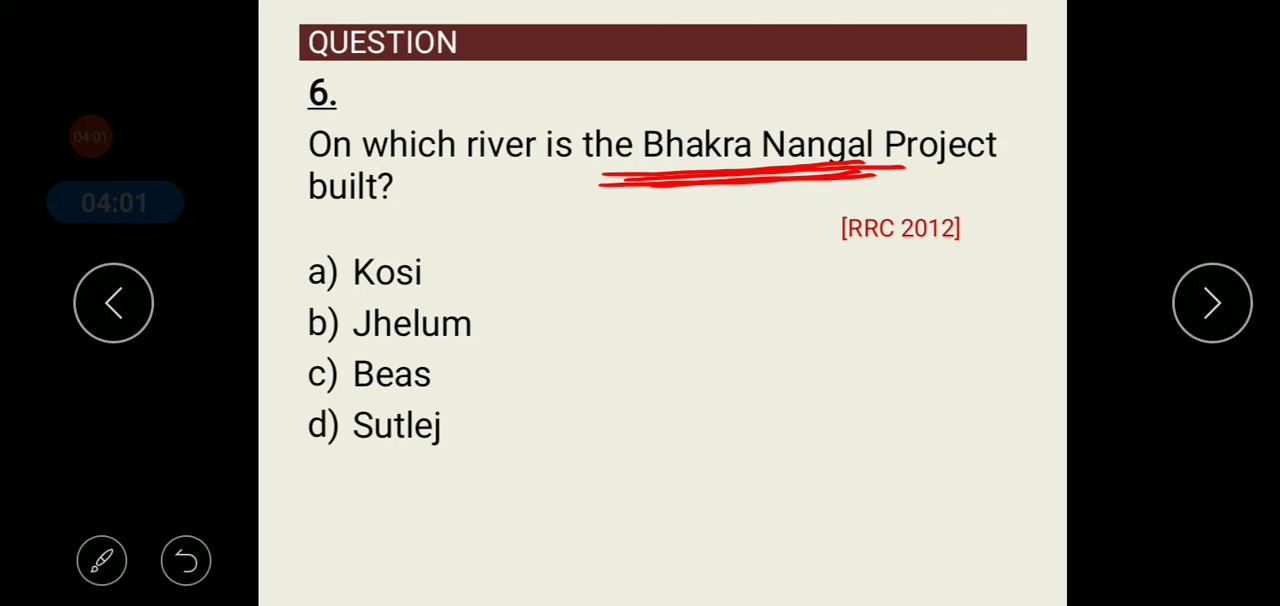 QUESTION
6.
On which river is the Bhakra Nangal Project
built?
[RRC 2012]
04:01
04:01
a) Kosi
b) Jhelum
c) Beas
d) Sutlej